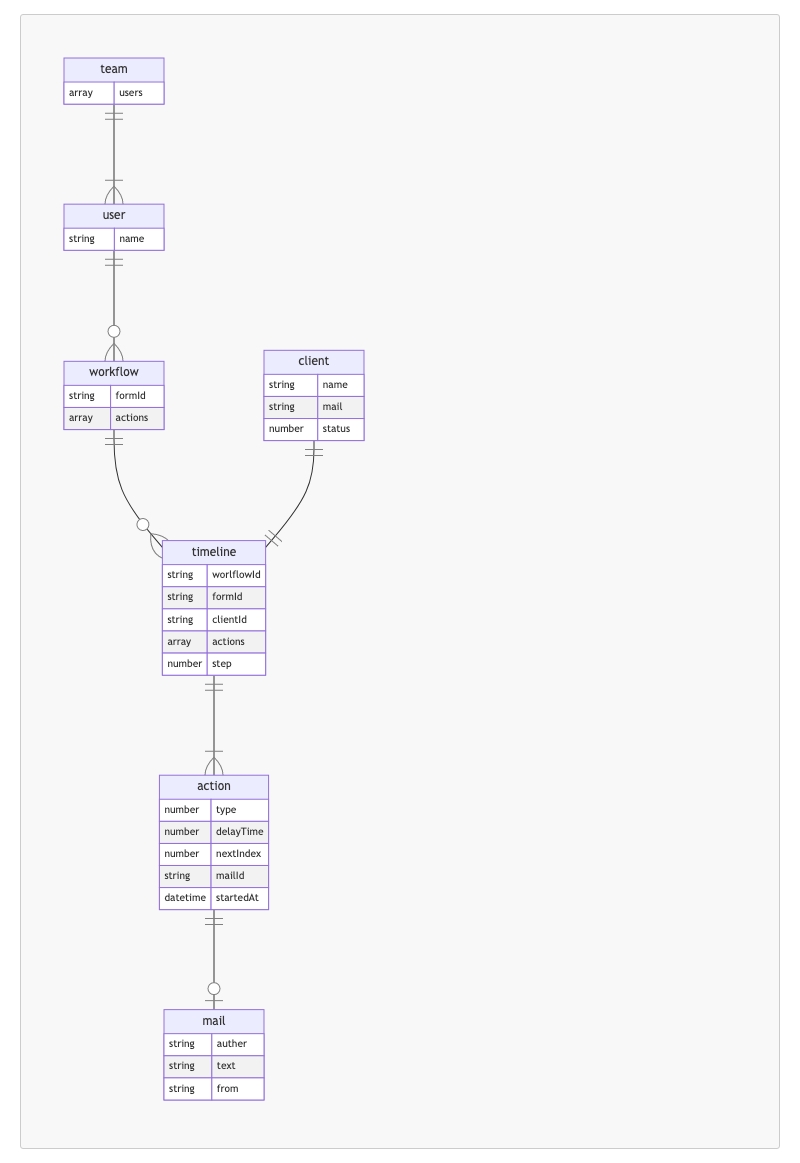 team
array users
user
string name
workflow
string formId
array actions
client
string name
string mail
number status
timeline
string worlflowId
string formId
string clientId
array actions
number step
action
number type
number delayTime
number nextIndex
string mailId
datetime startedAt
mail
string auther
string text
string from